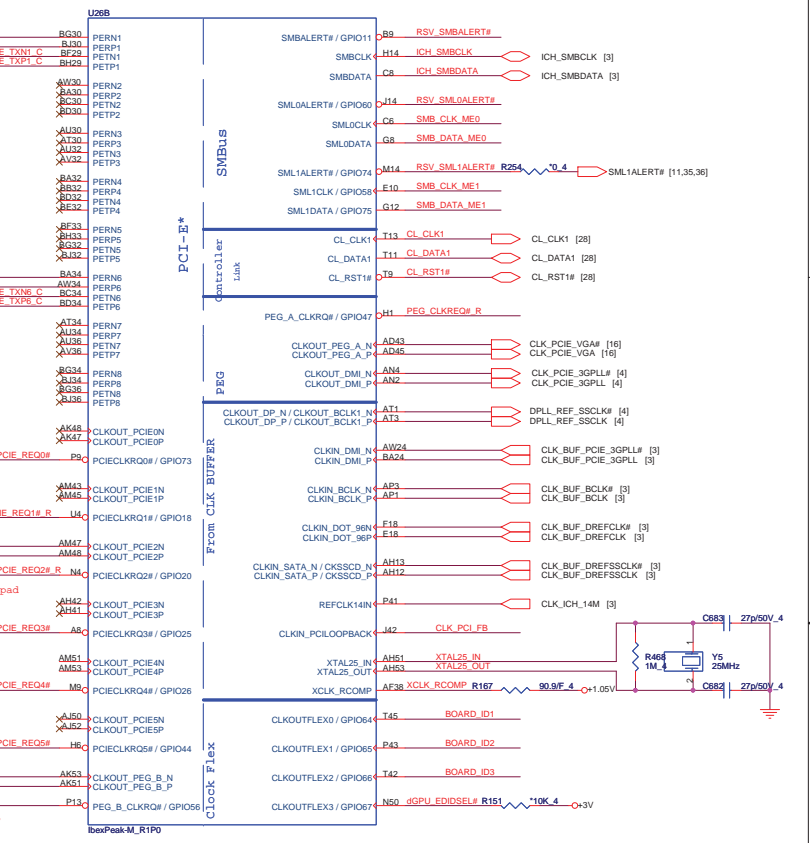 U26B
BG30 PERN1 SMBALERT# / GPIO11 B9 RSV_SMBALERT#
BJ30 PERP1
E_TXN1_C BF29 PETN1 SMBCLK H14 ICH_SMBCLK ICH_SMBCLK [3]
E_TXP1_C BH29 PETP1
SMBDATA C8 ICH_SMBDATA ICH_SMBDATA [3]
AW30 PERN2
BA30 PERP2
BC30 PETN2 SML0ALERT# / GPIO60 J14 RSV_SML0ALERT#
BD30 PETP2
SML0CLK C6 SMB_CLK_ME0
AU30 PERN3
AT30 PERP3 SML0DATA G8 SMB_DATA_ME0
AU32 PETN3
AV32 PETP3
SMBus
SML1ALERT# / GPIO74 M14 RSV_SML1ALERT# R254 *0_4 SML1ALERT# [11,35,36]
BA32 PERN4
BB32 PERP4 SML1CLK / GPIO58 E10 SMB_CLK_ME1
BD32 PETN4
BE32 PETP4 SML1DATA / GPIO75 G12 SMB_DATA_ME1
PCI-E*
BF33 PERN5
BH33 PERP5 CL_CLK1 T13 CL_CLK1 CL_CLK1 [28]
BG32 PETN5
BJ32 PETP5 CL_DATA1 T11 CL_DATA1 CL_DATA1 [28]
Controller
Link
BA34 PERN6 CL_RST1# T9 CL_RST1# CL_RST1# [28]
AW34 PERP6
E_TXN6_C BC34 PETN6
E_TXP6_C BD34 PETP6
PEG_A_CLKRQ# / GPIO47 H1 PEG_CLKREQ#_R
AT34 PERN7
AU34 PERP7
AU36 PETN7 CLKOUT_PEG_A_N AD43 CLK_PCIE_VGA# [16]
AV36 PETP7 CLKOUT_PEG_A_P AD45 CLK_PCIE_VGA [16]
PEG
BG34 PERN8 CLKOUT_DMI_N AN4 CLK_PCIE_3GPLL# [4]
BJ34 PERP8 CLKOUT_DMI_P AN2 CLK_PCIE_3GPLL [4]
BG36 PETN8
BJ36 PETP8
CLKOUT_DP_N / CLKOUT_BCLK1_N AT1 DPLL_REF_SSCLK# [4]
CLKOUT_DP_P / CLKOUT_BCLK1_P AT3 DPLL_REF_SSCLK [4]
AK48 CLKOUT_PCIE0N
AK47 CLKOUT_PCIE0P
CLKIN_DMI_N AW24 CLK_BUF_PCIE_3GPLL# [3]
PCIE_REQ0# P9 PCIECLKRQ0# / GPIO73 CLKIN_DMI_P BA24 CLK_BUF_PCIE_3GPLL [3]
From CLK BUFFER
AM43 CLKOUT_PCIE1N CLKIN_BCLK_N AP3 CLK_BUF_BCLK# [3]
AM45 CLKOUT_PCIE1P CLKIN_BCLK_P AP1 CLK_BUF_BCLK [3]
IE_REQ1#_R U4 PCIECLKRQ1# / GPIO18
CLKIN_DOT_96N F18 CLK_BUF_DREFCLK# [3]
CLKIN_DOT_96P E18 CLK_BUF_DREFCLK [3]
AM47 CLKOUT_PCIE2N
AM48 CLKOUT_PCIE2P
CLKIN_SATA_N / CKSSCD_N AH13 CLK_BUF_DREFSSCLK# [3]
PCIE_REQ2#_R N4 PCIECLKRQ2# / GPIO20 CLKIN_SATA_P / CKSSCD_P AH12 CLK_BUF_DREFSSCLK [3]
pad
AH42 CLKOUT_PCIE3N REFCLK14IN P41 CLK_ICH_14M [3]
AH41 CLKOUT_PCIE3P
C683 27p/50V_4
PCIE_REQ3# A8 PCIECLKRQ3# / GPIO25 CLKIN_PCILOOPBACK J42 CLK_PCI_FB
1
AM51 CLKOUT_PCIE4N XTAL25_IN AH51 XTAL25_IN R468 Y5
AM53 CLKOUT_PCIE4P XTAL25_OUT AH53 XTAL25_OUT 1M_4 25MHz
2
PCIE_REQ4# M9 PCIECLKRQ4# / GPIO26 XCLK_RCOMP AF38 XCLK_RCOMP R167 90.9/F_4 +1.05V C682 27p/50V_4
AJ50 CLKOUT_PCIE5N CLKOUTFLEX0 / GPIO64 T45 BOARD_ID1
AJ52 CLKOUT_PCIE5P
PCIE_REQ5# H6 PCIECLKRQ5# / GPIO44 CLKOUTFLEX1 / GPIO65 P43 BOARD_ID2
Clock Flex
AK53 CLKOUT_PEG_B_N CLKOUTFLEX2 / GPIO66 T42 BOARD_ID3
AK51 CLKOUT_PEG_B_P
P13 PEG_B_CLKRQ# / GPIO56 CLKOUTFLEX3 / GPIO67 N50 dGPU_EDIDSEL# R151 *10K_4 +3V
IbexPeak-M_R1P0